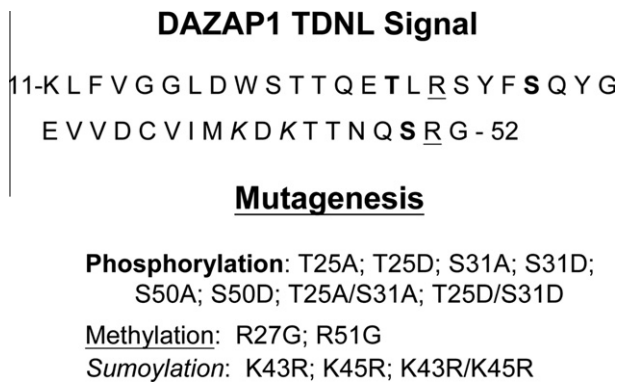 DAZAP1 TDNL Signal
11-K L F V G G L D W S T T Q E T L R S Y F S Q Y G
E V V D C V I M K D K T T N Q S R G - 52
Mutagenesis
Phosphorylation: T25A; T25D; S31A; S31D;
S50A; S50D; T25A/S31A; T25D/S31D
Methylation: R27G; R51G
Sumoylation: K43R; K45R; K43R/K45R